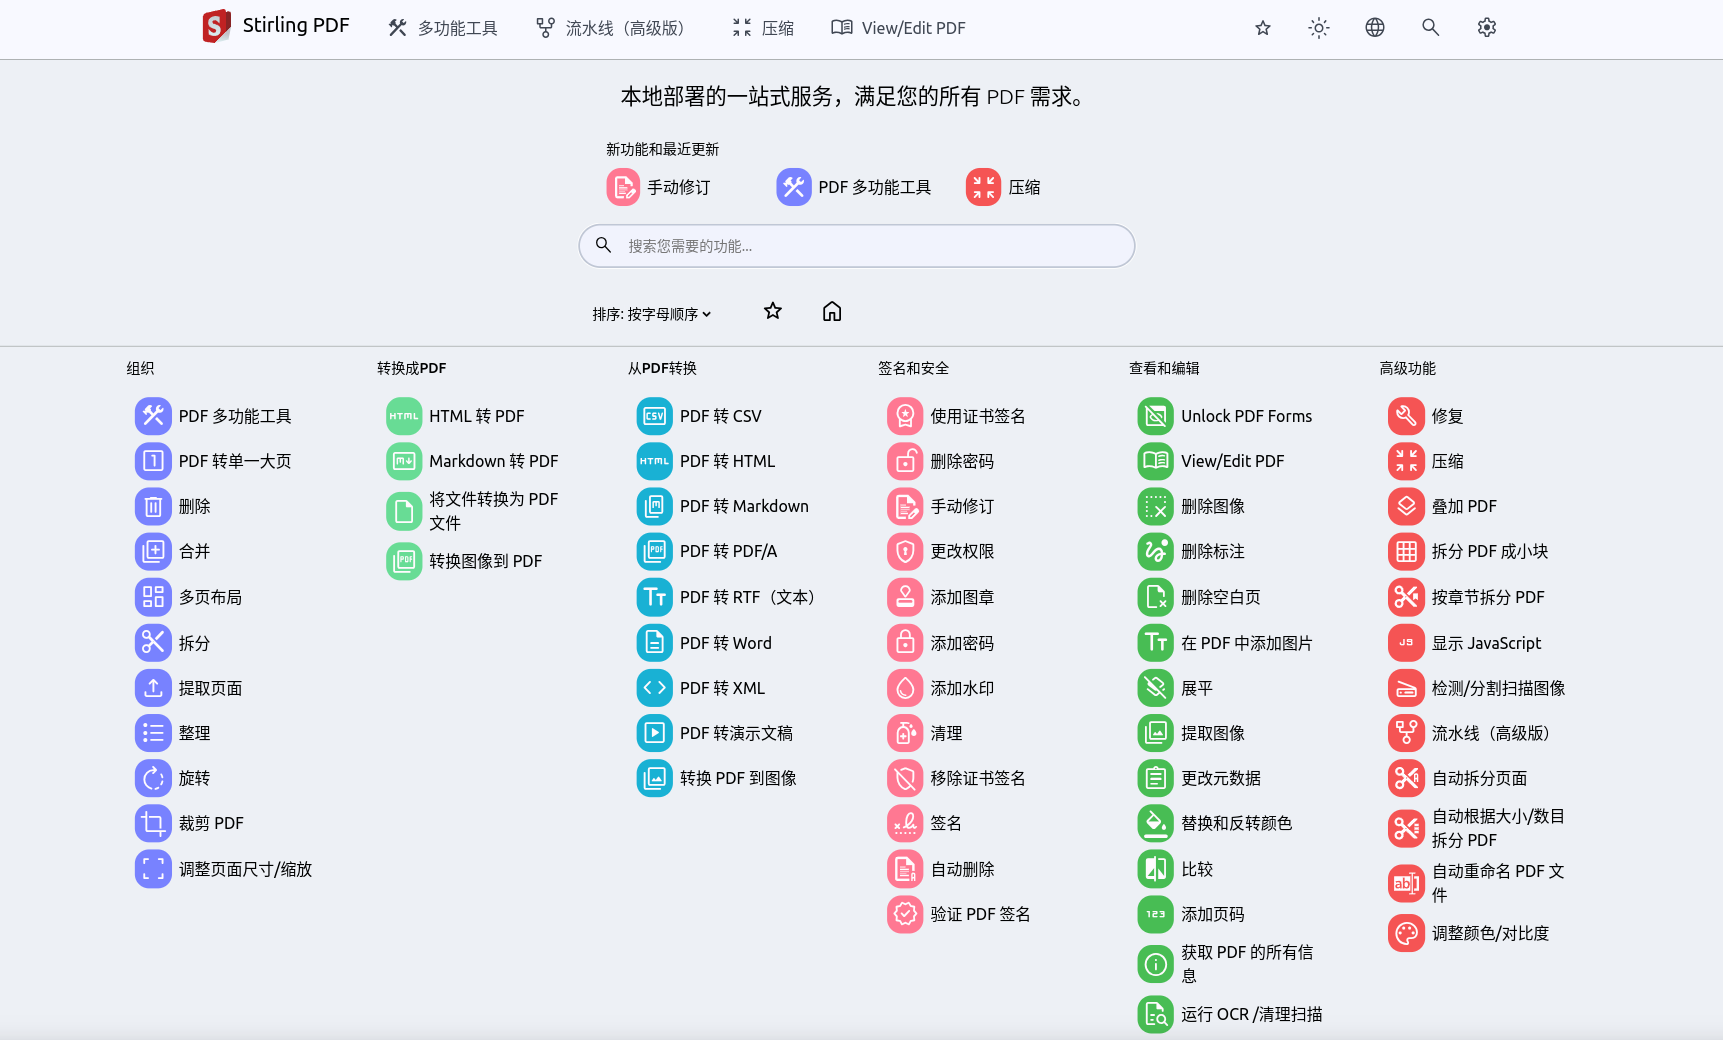 Stirling PDF
多功能工具
流水线（高级版）
压缩
View/Edit PDF
本地部署的一站式服务，满足您的所有 PDF 需求。
新功能和最近更新
手动修订
PDF 多功能工具
压缩
搜索您需要的功能...
排序: 按字母顺序
组织
PDF 多功能工具
PDF 转单一大页
删除
合并
多页布局
拆分
提取页面
整理
旋转
裁剪 PDF
调整页面尺寸/缩放
转换成PDF
HTML
HTML 转 PDF
Markdown 转 PDF
将文件转换为 PDF
文件
PDF
转换图像到 PDF
从PDF转换
CSV
PDF 转 CSV
HTML
PDF 转 HTML
PDF 转 Markdown
PDF
PDF 转 PDF/A
PDF 转 RTF（文本）
PDF 转 Word
PDF 转 XML
PDF 转演示文稿
转换 PDF 到图像
签名和安全
使用证书签名
删除密码
手动修订
更改权限
添加图章
添加密码
添加水印
清理
移除证书签名
签名
自动删除
验证 PDF 签名
查看和编辑
Unlock PDF Forms
View/Edit PDF
删除图像
删除标注
删除空白页
在 PDF 中添加图片
展平
提取图像
更改元数据
替换和反转颜色
比较
123
添加页码
获取 PDF 的所有信
息
运行 OCR /清理扫描
高级功能
修复
压缩
叠加 PDF
拆分 PDF 成小块
按章节拆分 PDF
JS
显示 JavaScript
检测/分割扫描图像
流水线（高级版）
自动拆分页面
自动根据大小/数目
拆分 PDF
自动重命名 PDF 文
件
调整颜色/对比度